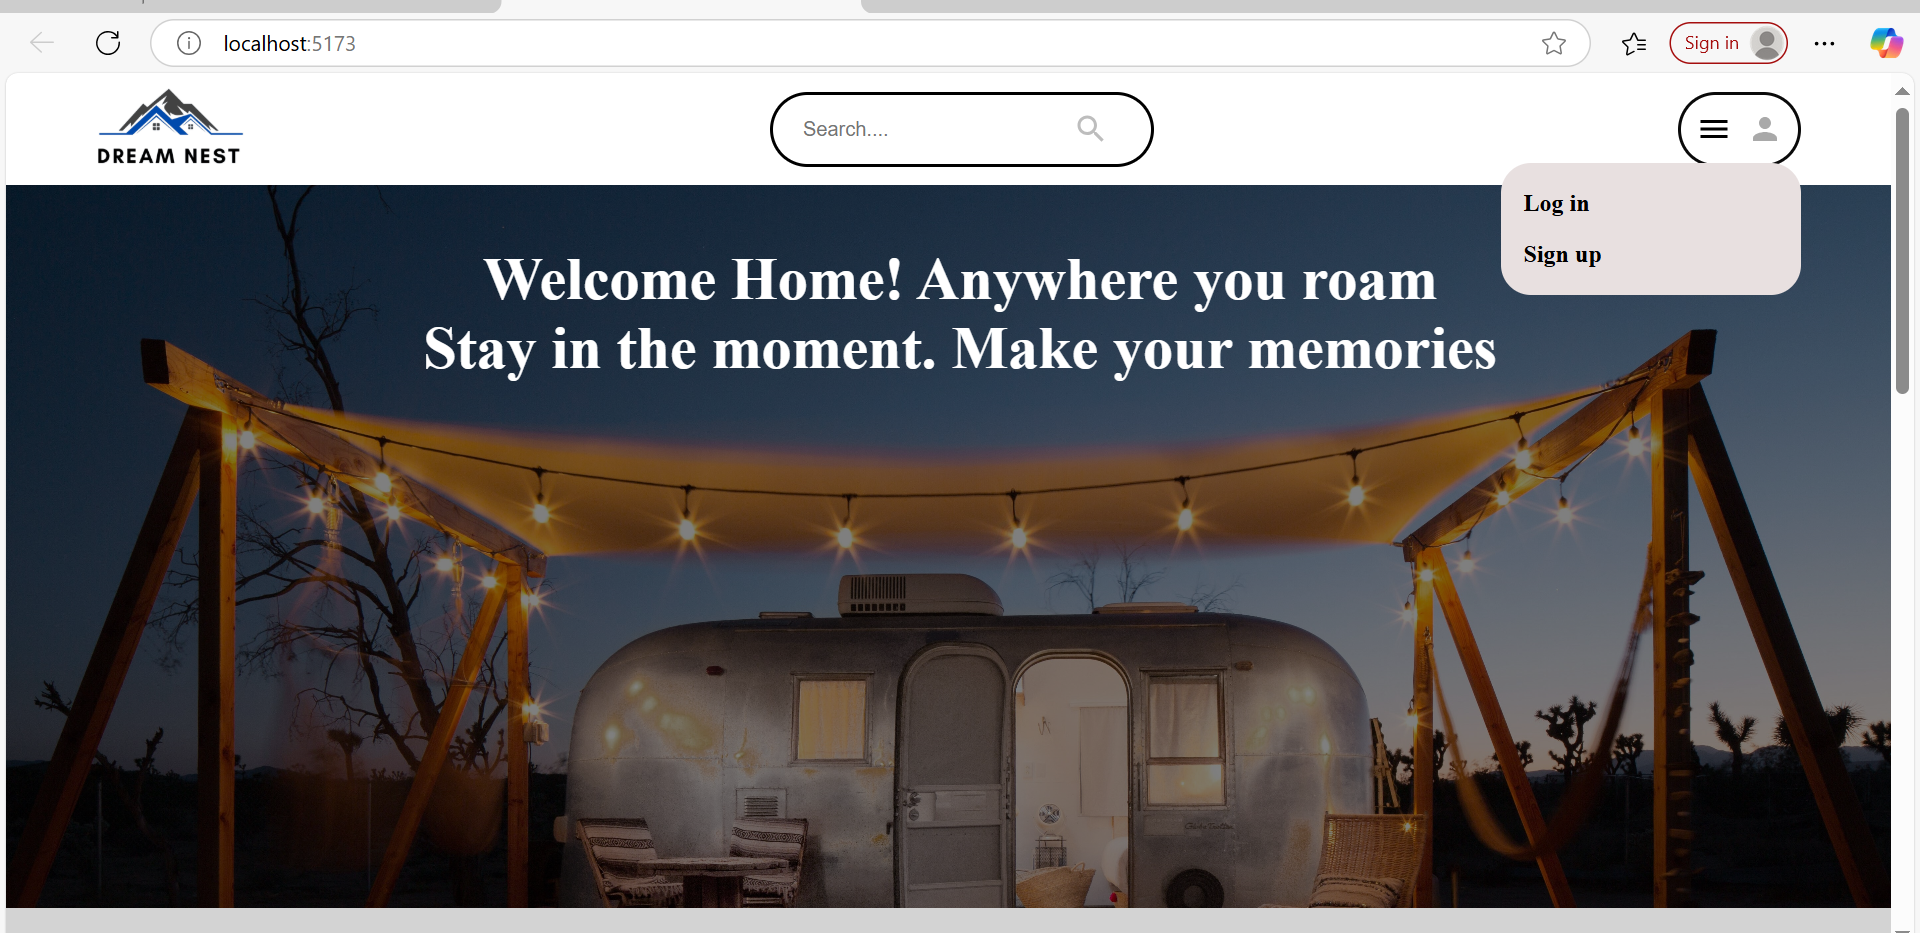 localhost:5173
Sign in
DREAM NEST
Search....
Log in
Sign up
Welcome Home! Anywhere you roam
Stay in the moment. Make your memories